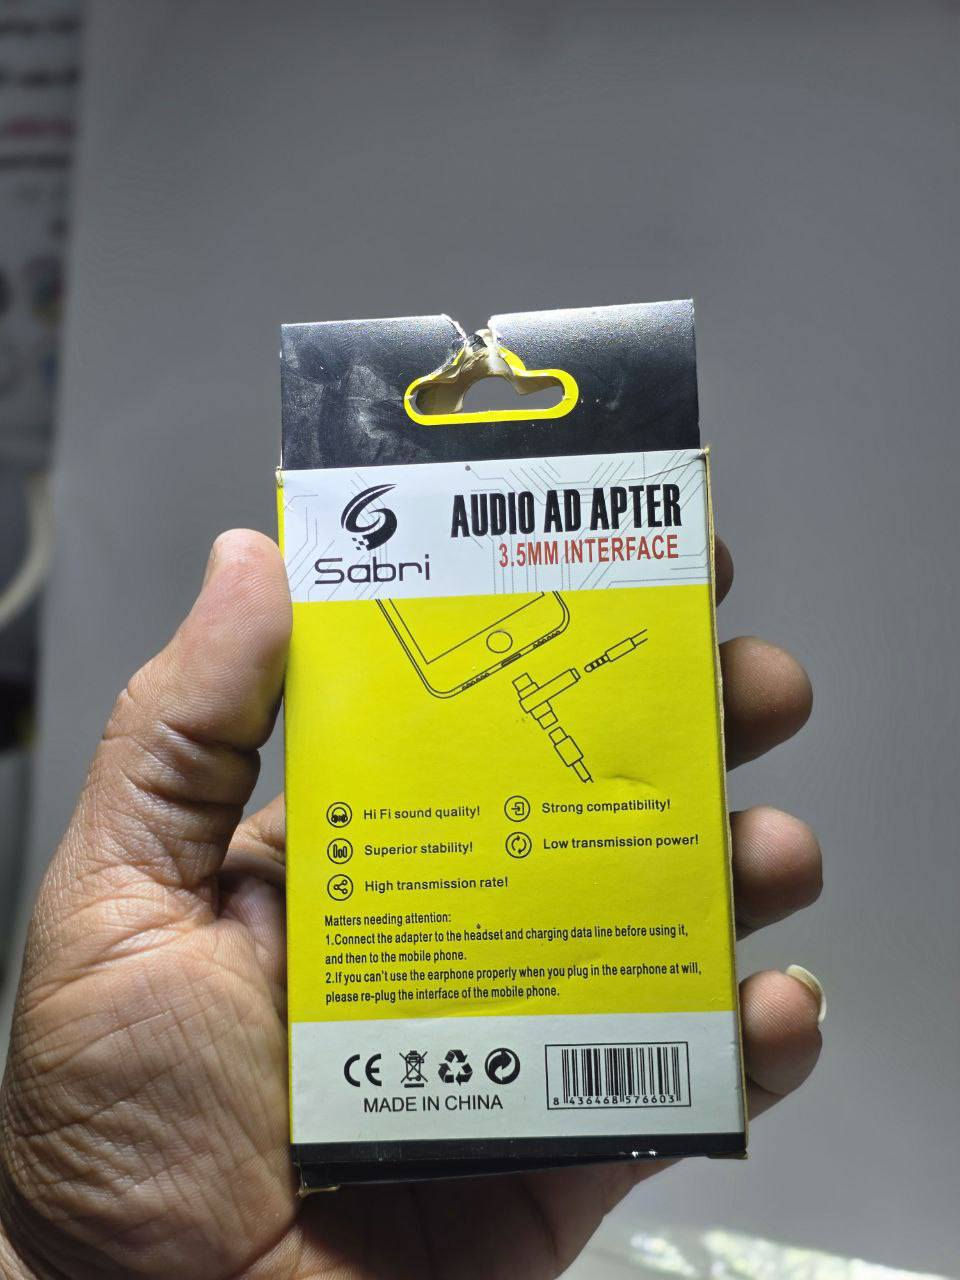 Sabri
AUDIO AD APTER
3.5MM INTERFACE
Hi Fi sound quality!
Strong compatibility!
Superior stability!
Low transmission power!
High transmission rate!
Matters needing attention:
1.Connect the adapter to the headset and charging data line before using it,
and then to the mobile phone.
2.If you can't use the earphone properly when you plug in the earphone at will,
please re-plug the interface of the mobile phone.
CE
MADE IN CHINA
8 436468 576603